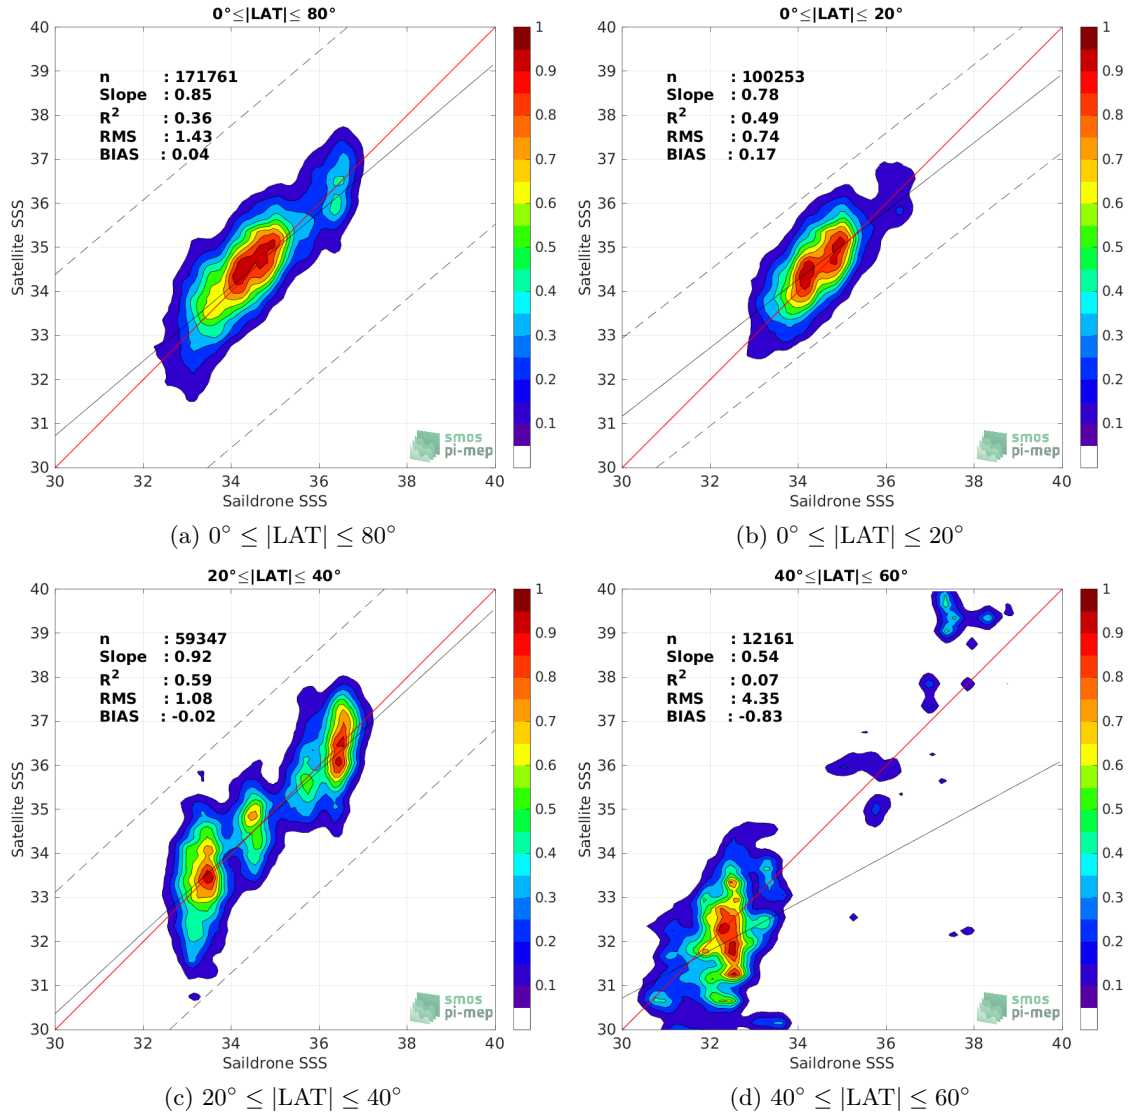 0°≤|LAT|≤ 80°
n : 171761
Slope : 0.85
R² : 0.36
RMS : 1.43
BIAS : 0.04
40
39
38
37
36
35
34
33
32
31
30
Satellite SSS
30 32 34 36 38 40
Saildrone SSS
smos
pi-mep
1
0.9
0.8
0.7
0.6
0.5
0.4
0.3
0.2
0.1
(a) 0° ≤ |LAT| ≤ 80°
0°≤|LAT|≤ 20°
n : 100253
Slope : 0.78
R² : 0.49
RMS : 0.74
BIAS : 0.17
40
39
38
37
36
35
34
33
32
31
30
Satellite SSS
30 32 34 36 38 40
Saildrone SSS
smos
pi-mep
1
0.9
0.8
0.7
0.6
0.5
0.4
0.3
0.2
0.1
(b) 0° ≤ |LAT| ≤ 20°
20°≤|LAT|≤ 40°
n : 59347
Slope : 0.92
R² : 0.59
RMS : 1.08
BIAS : -0.02
40
39
38
37
36
35
34
33
32
31
30
Satellite SSS
30 32 34 36 38 40
Saildrone SSS
smos
pi-mep
1
0.9
0.8
0.7
0.6
0.5
0.4
0.3
0.2
0.1
(c) 20° ≤ |LAT| ≤ 40°
40°≤|LAT|≤ 60°
n : 12161
Slope : 0.54
R² : 0.07
RMS : 4.35
BIAS : -0.83
40
39
38
37
36
35
34
33
32
31
30
Satellite SSS
30 32 34 36 38 40
Saildrone SSS
smos
pi-mep
1
0.9
0.8
0.7
0.6
0.5
0.4
0.3
0.2
0.1
(d) 40° ≤ |LAT| ≤ 60°